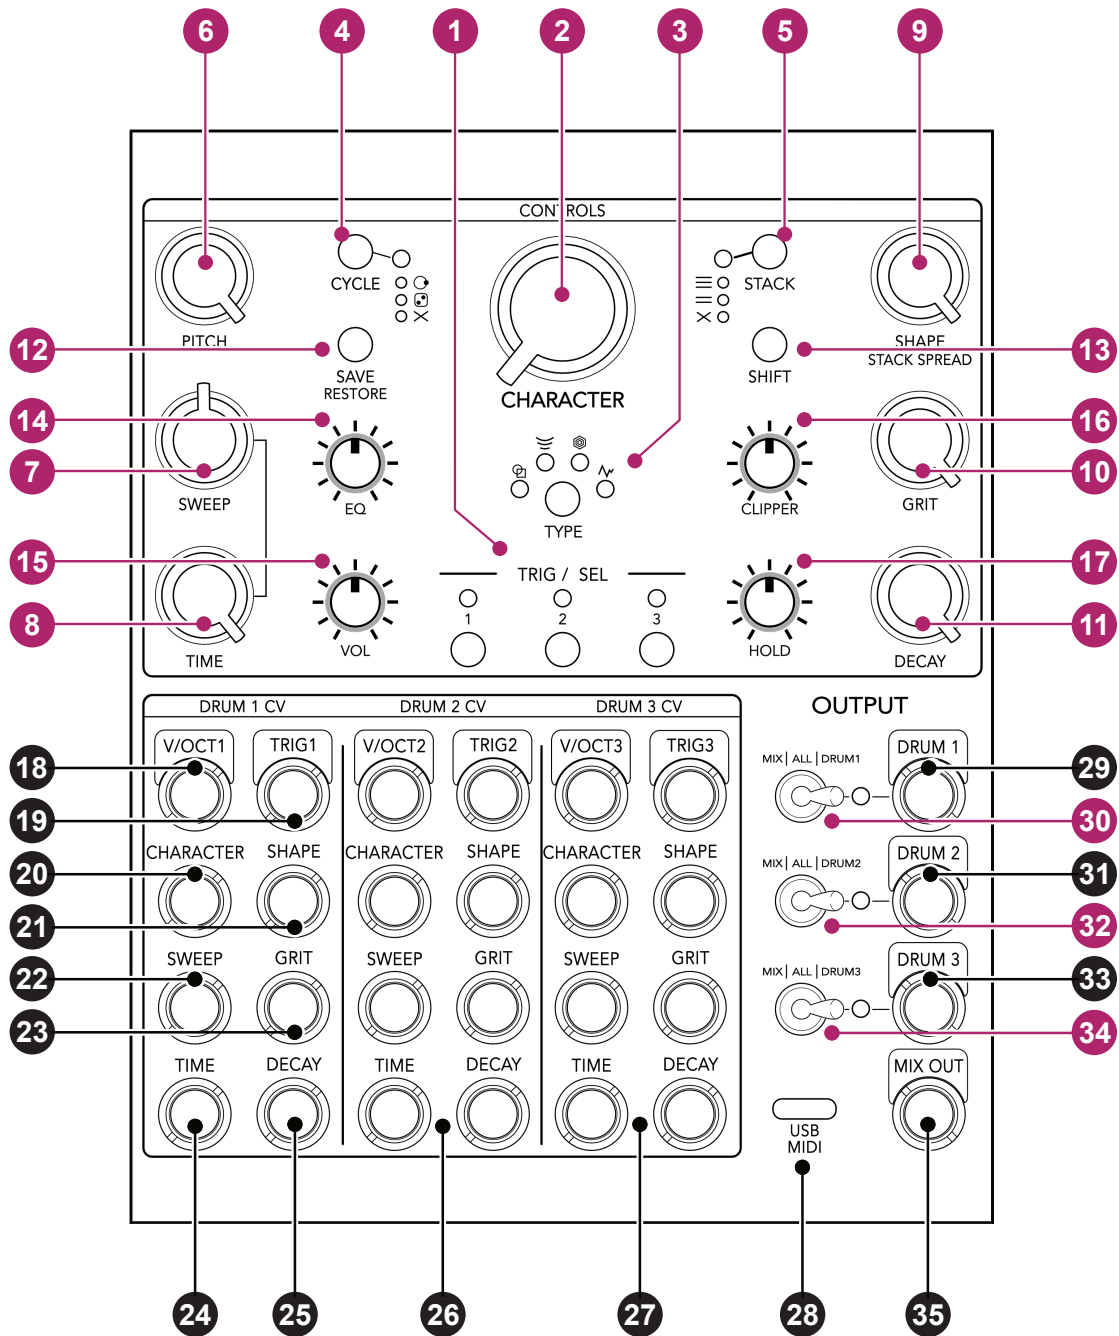 6 4 1 2 3 5 9
CONTROLS
CYCLE
STACK
PITCH
SHAPE
STACK SPREAD
12
SAVE
RESTORE
SHIFT
13
CHARACTER
14
16
7
SWEEP
EQ
TYPE
CLIPPER
GRIT
10
15
TRIG / SEL
17
1 2 3
8
TIME
VOL
HOLD
DECAY
11
DRUM 1 CV DRUM 2 CV DRUM 3 CV
OUTPUT
18
V/OCT1 TRIG1 V/OCT2 TRIG2 V/OCT3 TRIG3
MIX | ALL | DRUM1
DRUM 1
29
19
30
CHARACTER SHAPE CHARACTER SHAPE CHARACTER SHAPE
20
MIX | ALL | DRUM2
DRUM 2
31
21
32
SWEEP GRIT SWEEP GRIT SWEEP GRIT
22
MIX | ALL | DRUM3
DRUM 3
33
23
34
TIME DECAY TIME DECAY TIME DECAY
MIX OUT
USB
MIDI
24 25 26 27 28 35